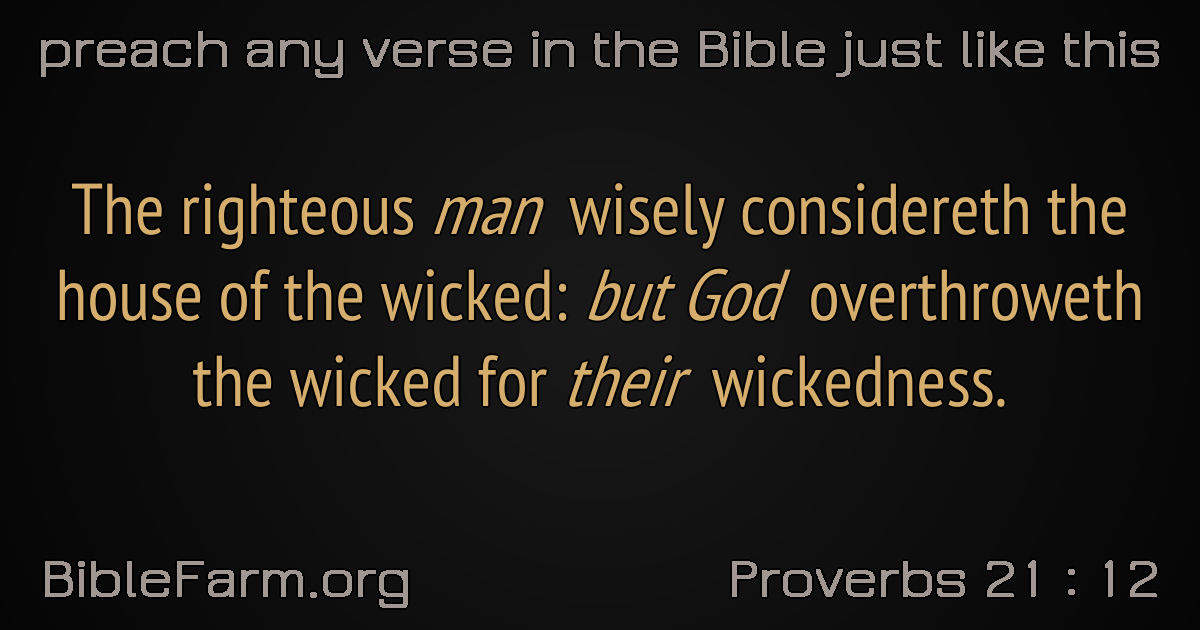 preach any verse in the Bible just like this
The righteous man wisely considereth the
house of the wicked: but God overthroweth
the wicked for their wickedness.
BibleFarm.org
Proverbs 21 : 12